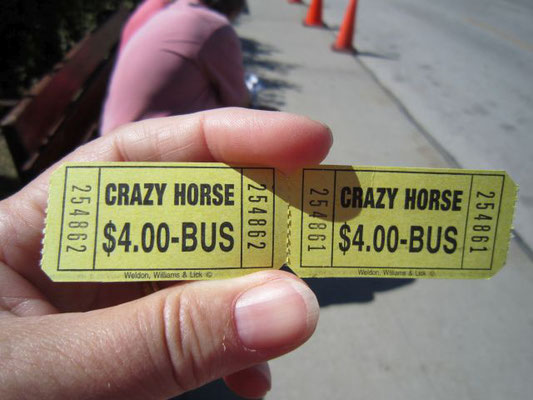 254862
CRAZY HORSE
$4.00-BUS
254862
Weldon, Williams & Lick ©
254861
CRAZY HORSE
$4.00-BUS
254861
Weldon, Williams & Lick ©